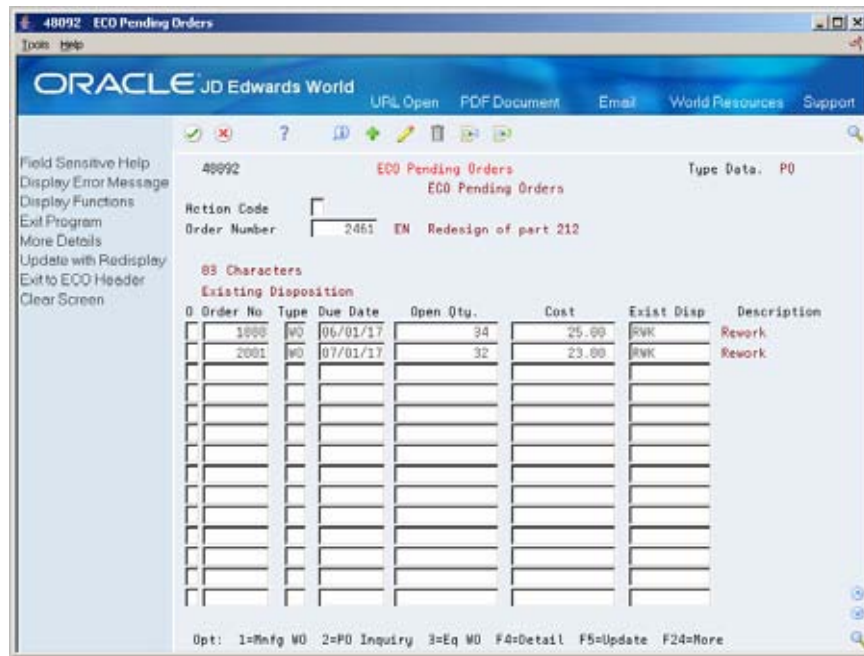 48092 ECO Pending Orders
Tools Help
ORACLE JD Edwards World
URL Open PDF Document Email World Resources Support
Field Sensitive Help
Display Error Message
Display Functions
Exit Program
More Details
Update with Redisplay
Exit to ECO Header
Clear Screen
48092 ECO Pending Orders Type Data. PO
ECO Pending Orders
Action Code
Order Number 2461 EN Redesign of part 212
03 Characters
Existing Disposition
O Order No Type Due Date Open Qty. Cost Exist Disp Description
WO 06/01/17 34 25.00 RWK Rework
2001 WO 07/01/17 32 23.00 RWK Rework
Opt: 1=Mnfg WO 2=PO Inquiry 3=Eq WO F4=Detail F5=Update F24=More